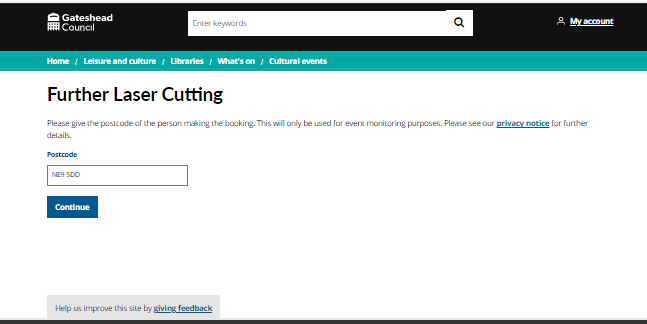 Gateshead
Council
Enter keywords
My account
Home / Leisure and culture / Libraries / What's on / Cultural events
Further Laser Cutting
Please give the postcode of the person making the booking. This will only be used for event monitoring purposes. Please see our privacy notice for further
details.
Postcode
NE9 5DD
Continue
Help us improve this site by giving feedback